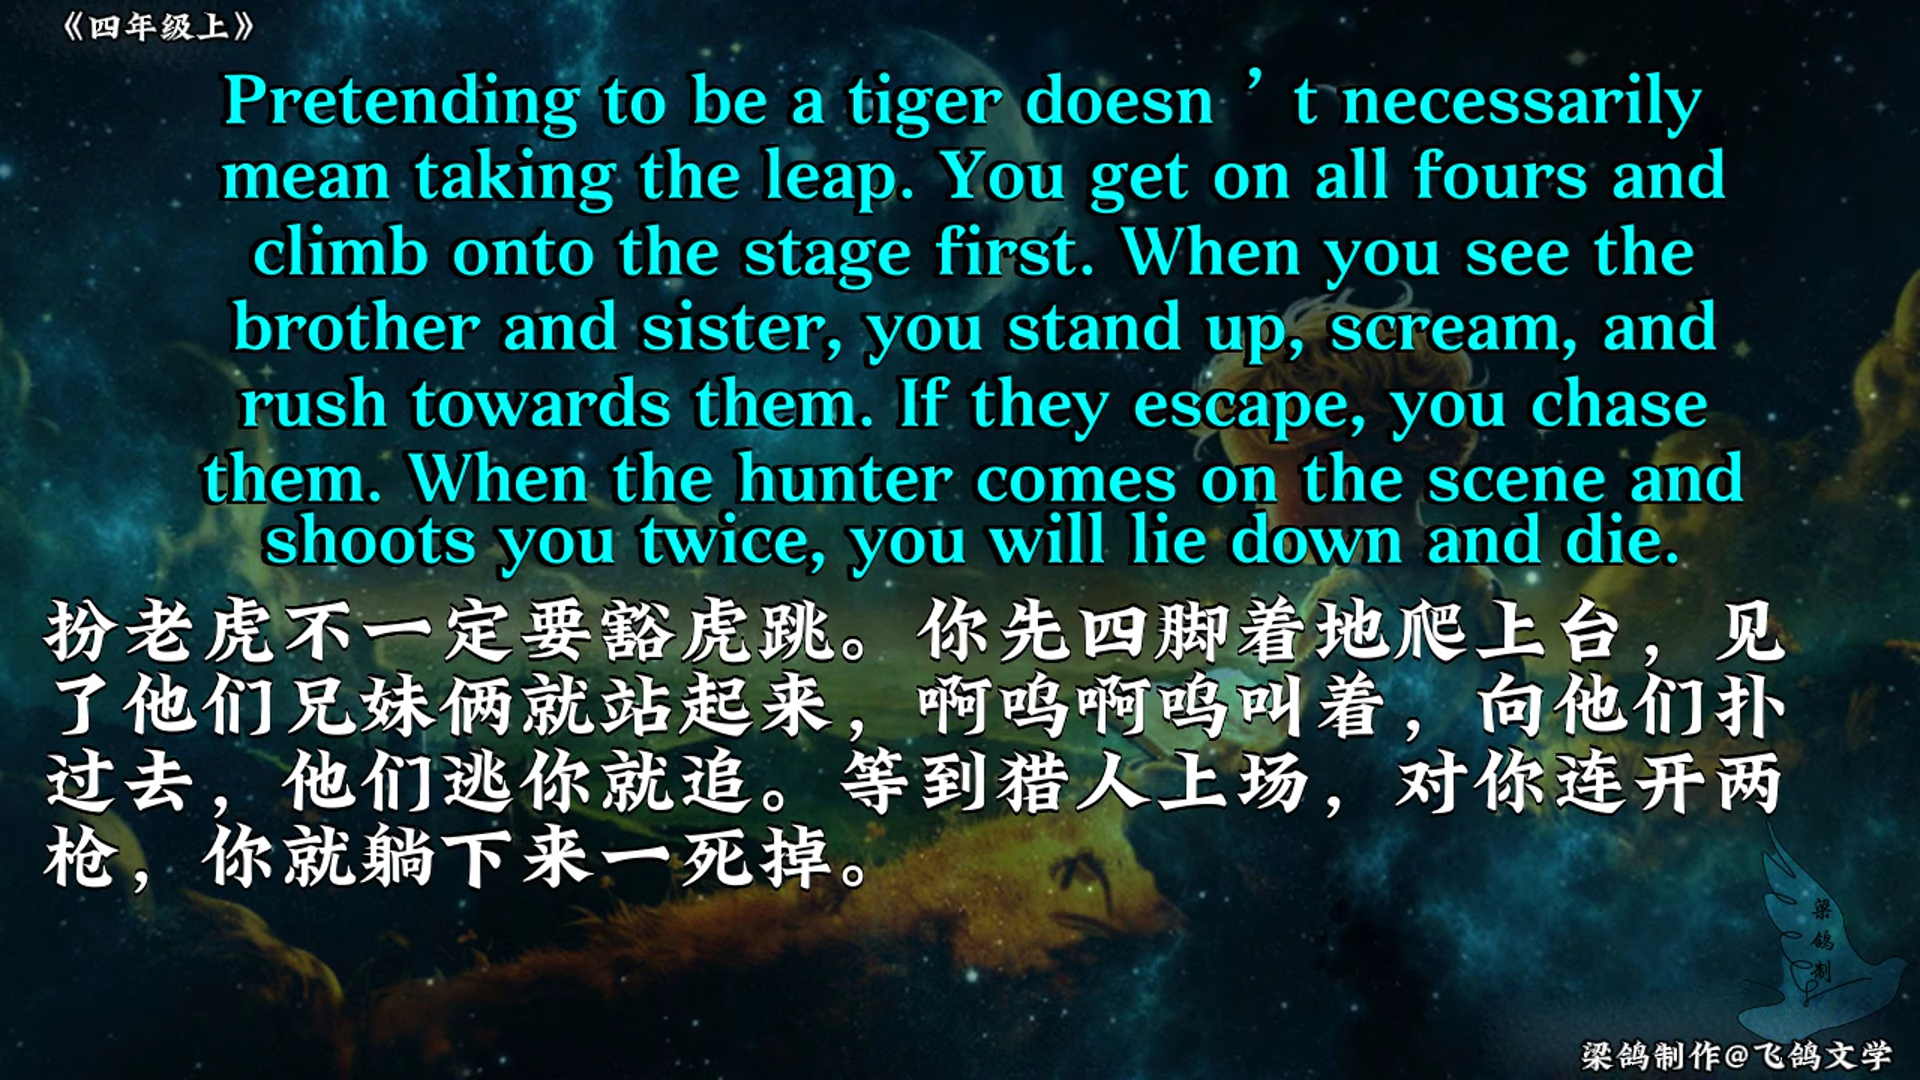 《四年级上》
Pretending to be a tiger doesn ’ t necessarily
mean taking the leap. You get on all fours and
climb onto the stage first. When you see the
brother and sister, you stand up, scream, and
rush towards them. If they escape, you chase
them. When the hunter comes on the scene and
shoots you twice, you will lie down and die.
扮老虎不一定要豁虎跳。你先四脚着地爬上台，见
了他们兄妹俩就站起来，啊呜啊呜叫着，向他们扑
过去，他们逃你就追。等到猎人上场，对你连开两
枪，你就躺下来一死掉。
梁
鸽
制
梁鸽制作@飞鸽文学